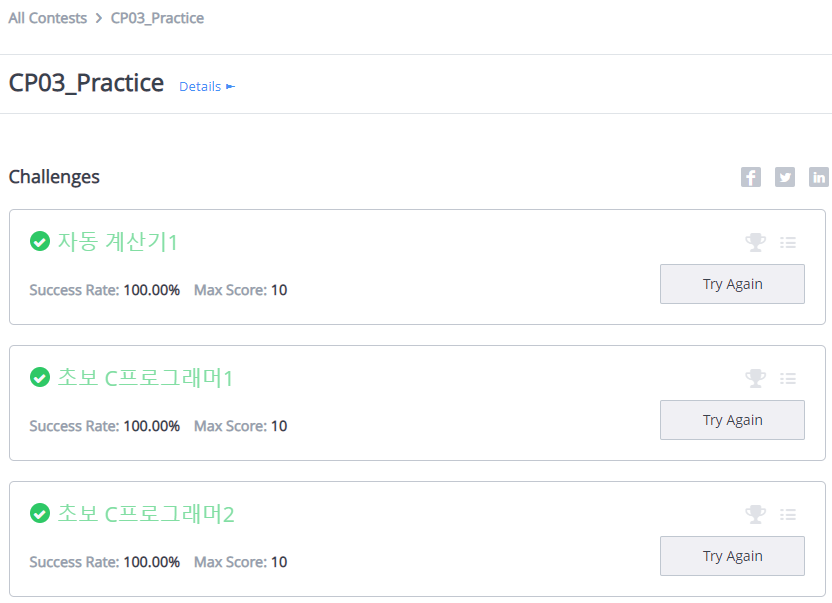 All Contests > CP03_Practice
CP03_Practice Details
Challenges
자동 계산기1
Success Rate: 100.00% Max Score: 10
Try Again
초보 C프로그래머1
Success Rate: 100.00% Max Score: 10
Try Again
초보 C프로그래머2
Success Rate: 100.00% Max Score: 10
Try Again